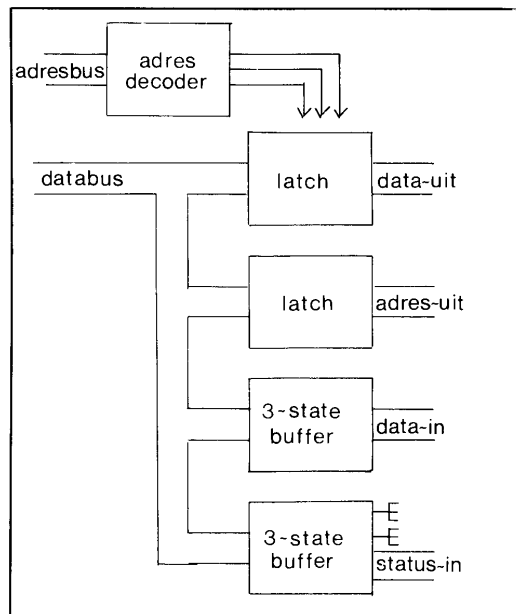 adresbus
adres
decoder
databus
latch
data-uit
latch
adres-uit
3-state
buffer
data-in
3-state
buffer
status-in